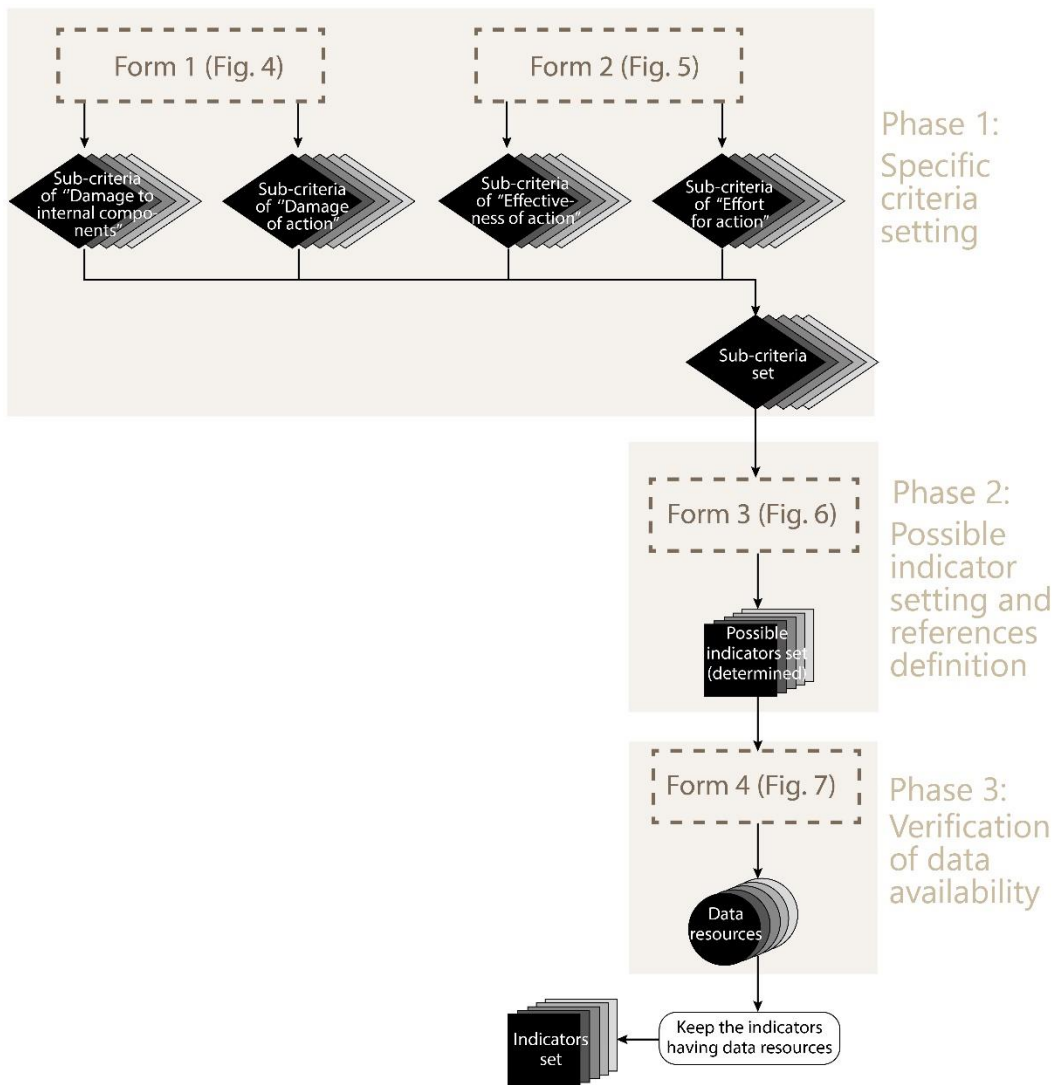 Form 1 (Fig. 4)
Form 2 (Fig. 5)
Phase 1:
Specific
criteria
setting
Sub-criteria
of "Damage to
internal compo-
nents"
Sub-criteria
of "Damage
of action"
Sub-criteria
of "Effective-
ness of action"
Sub-criteria
of "Effort
for action"
Sub-criteria
set
Phase 2:
Possible
indicator
setting and
references
definition
Form 3 (Fig. 6)
Possible
indicators set
(determined)
Form 4 (Fig. 7)
Phase 3:
Verification
of data
availability
Data
resources
Keep the indicators
having data resources
Indicators
set